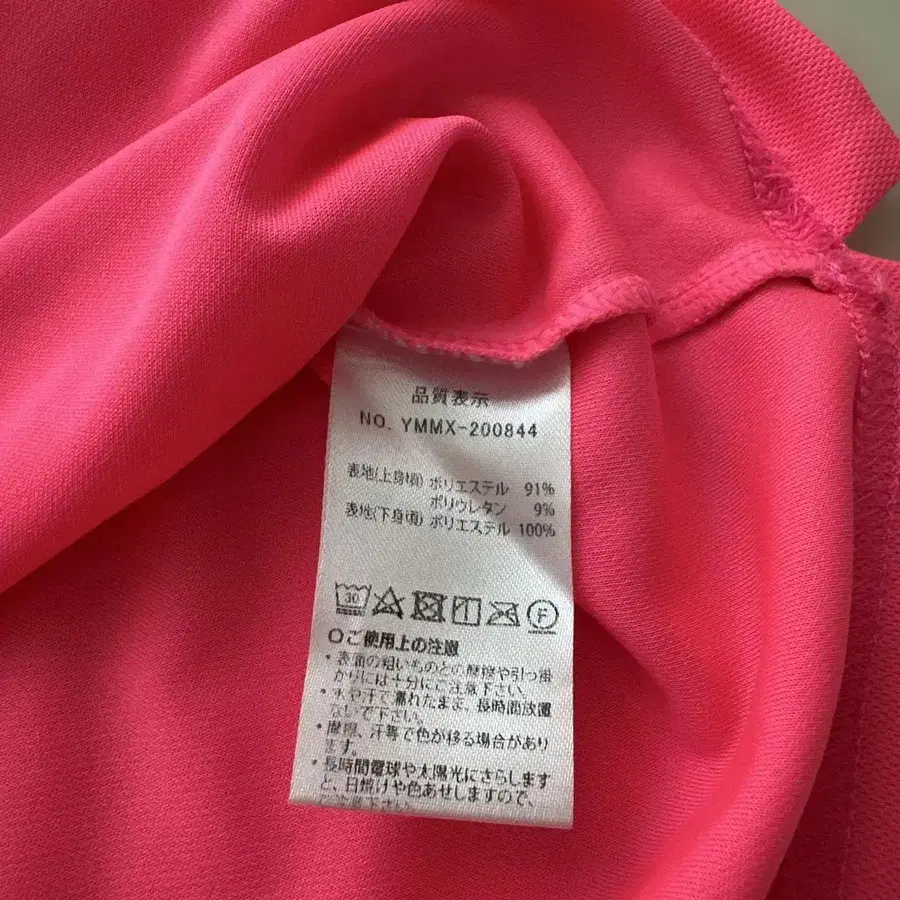 品質表示
NO. YMMX-200844
表地(上身頃) ポリエステル 91%
ポリウレタン 9%
表地(下身頃) ポリエステル 100%
30 F
○ご使用上の注意
・表面の粗いものとの摩擦や引っ掛
かりには十分にご注意下さい。
・水や汗で濡れたまま、長時間放置
ないで下さい。
・摩擦、汗等で色が移る場合があり
ます。
・長時間電球や太陽光にさらします
と、日焼けや色あせしますので、